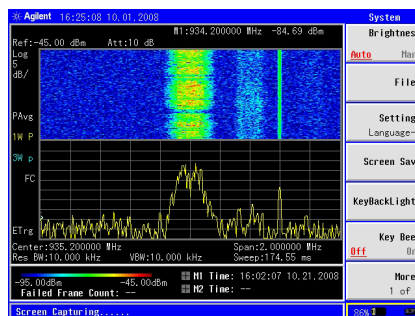 Agilent 16:25:08 10.01.2008 System
M1:934.200000 MHz -84.69 dBm
Ref:-45.00 dBm Att:10 dB
Log
5
dB/
PAvg
1W P
3W p
FC
ETrg
Center:935.200000 MHz Span:2.000000 MHz
Res BW:10.000 kHz VBW:10.000 kHz Sweep:174.55 ms
-95.00dBm -45.00dBm
M1 Time: 16:02:07 10.21.2008
M2 Time: --
Failed Frame Count: --
Screen Capturing......
Brightnes
Auto Man
File
Setting
Language
Screen Sav
KeyBackLight
Key Bee
Off On
More
1 of
86%